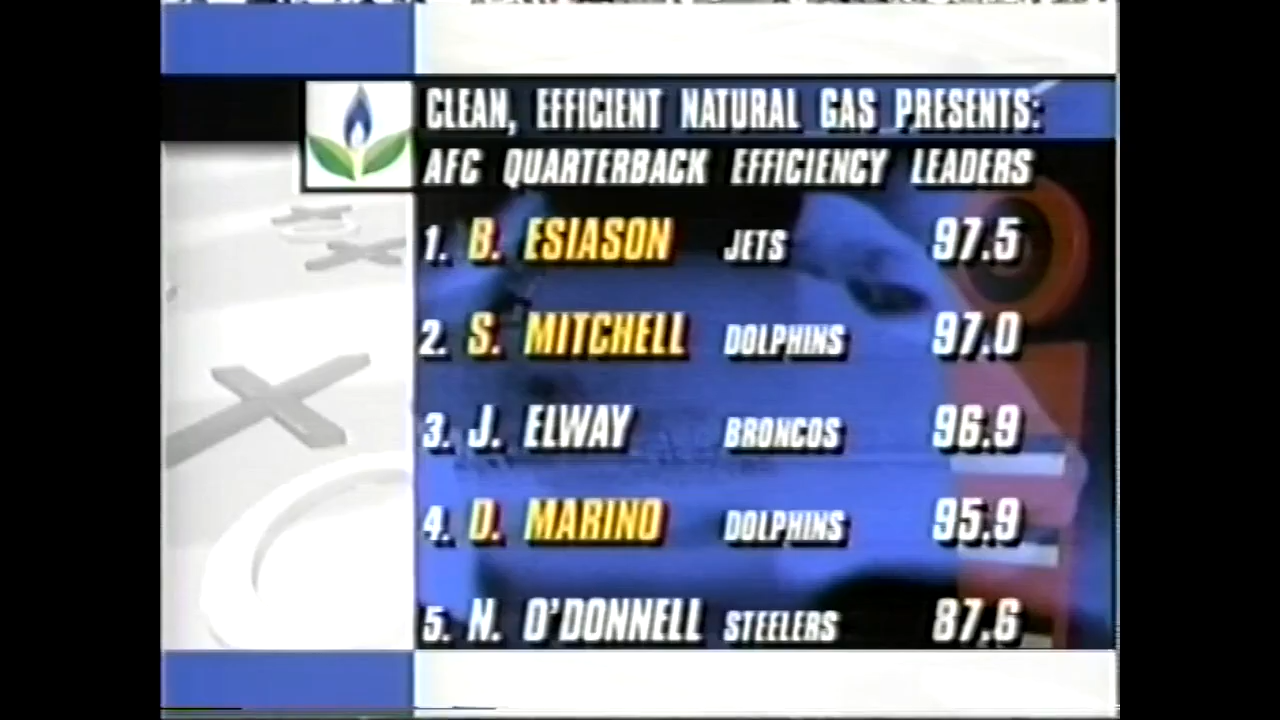 CLEAN, EFFICIENT NATURAL GAS PRESENTS:
AFC QUARTERBACK EFFICIENCY LEADERS
1. B. ESIASON JETS 97.5
2. S. MITCHELL DOLPHINS 97.0
3. J. ELWAY BRONCOS 96.9
4. D. MARINO DOLPHINS 95.9
5. N. O'DONNELL STEELERS 87.6